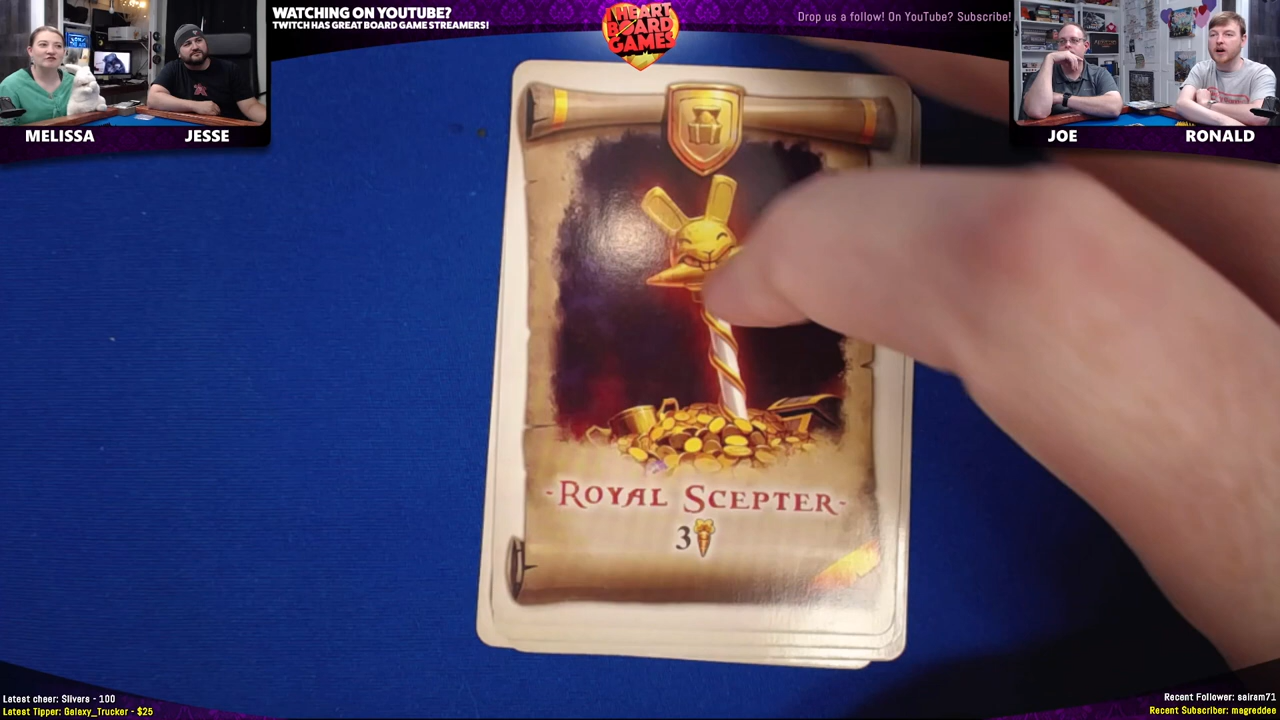 WATCHING ON YOUTUBE?
TWITCH HAS GREAT BOARD GAME STREAMERS!
I HEART
BOARD
GAMES
Drop us a follow! On YouTube? Subscribe!
MELISSA
JESSE
JOE
RONALD
-ROYAL SCEPTER-
3
Latest cheer: Slivers - 100
Latest Tipper: Galaxy_Trucker - $25
Recent Follower: sairam71
Recent Subscriber: magreddee